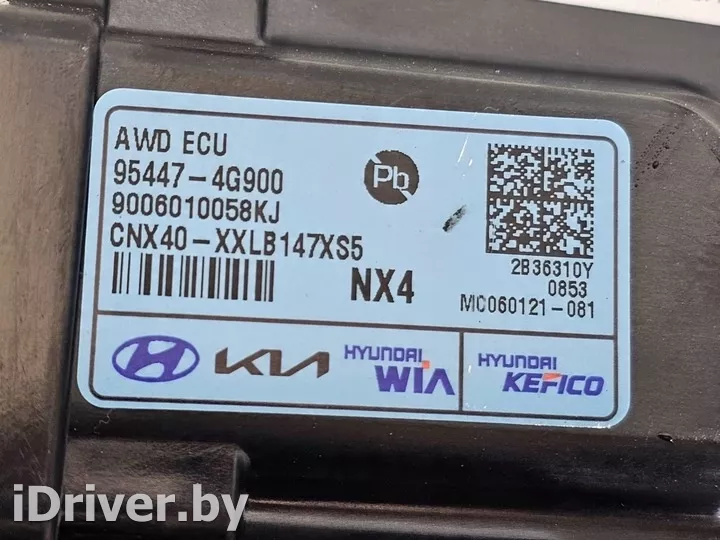 AWD ECU
95447-4G900
9006010058KJ
CNX40-XXLB147XS5
Pb
NX4
2B36310Y
0853
MC060121-081
KIA
HYUNDAI
WIA
HYUNDAI
KEFICO
iDriver.by